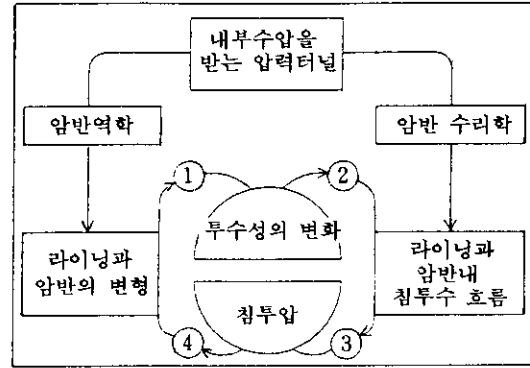 내부수압을
받는 압력터널
암반역학
암반 수리학
1
2
투수성의 변화
라이닝과
암반의 변형
라이닝과
암반내
침투수 흐름
침투압
4
3